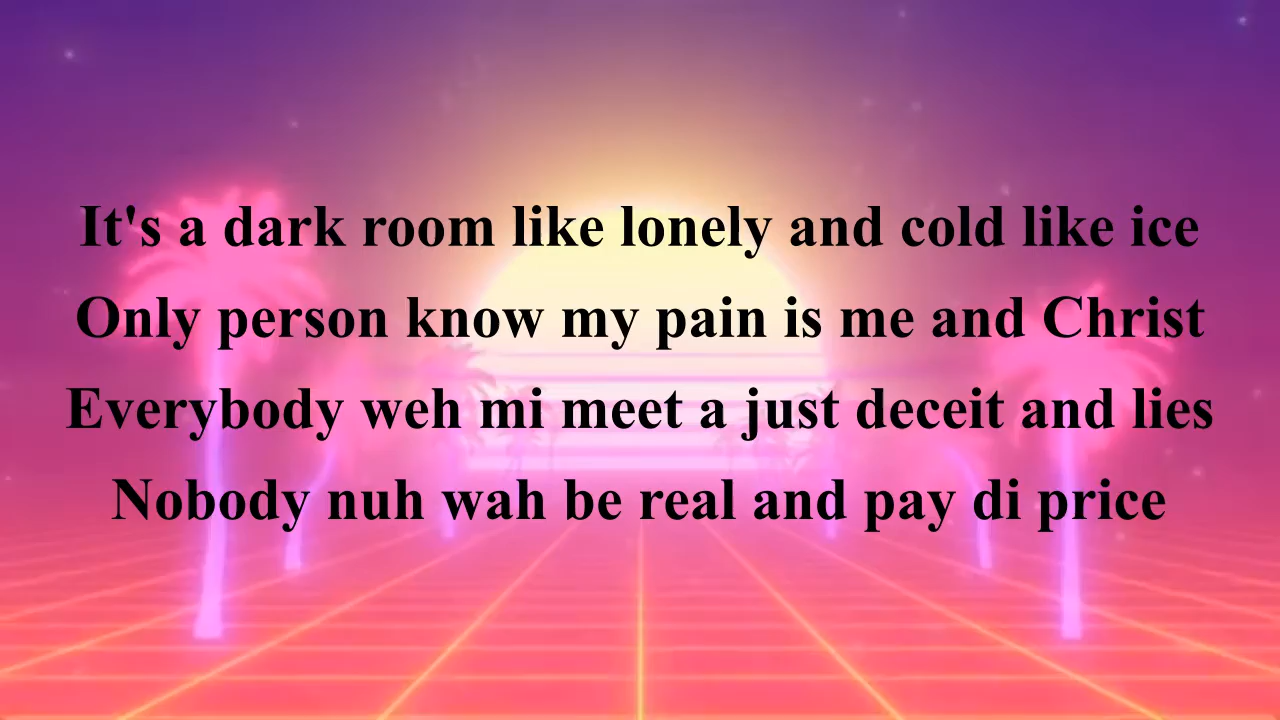 It's a dark room like lonely and cold like ice
Only person know my pain is me and Christ
Everybody weh mi meet a just deceit and lies
Nobody nuh wah be real and pay di price